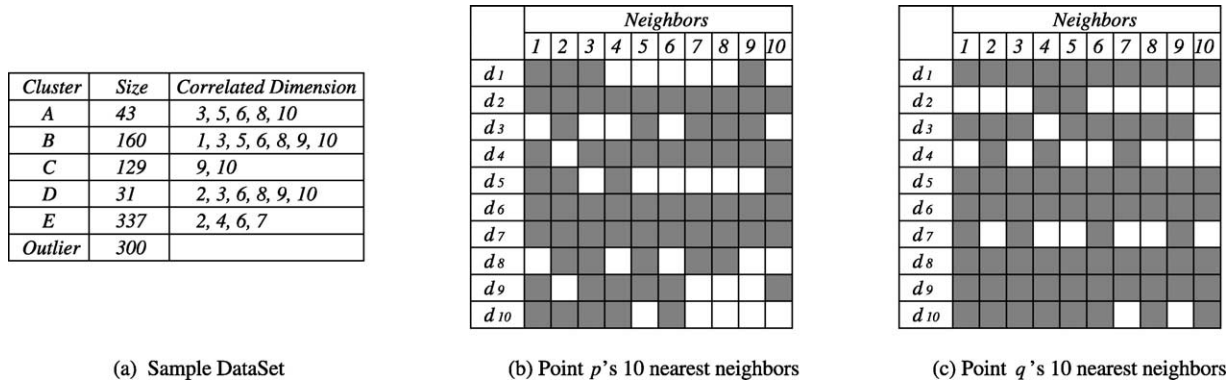 Cluster Size Correlated Dimension
A 43 3, 5, 6, 8, 10
B 160 1, 3, 5, 6, 8, 9, 10
C 129 9, 10
D 31 2, 3, 6, 8, 9, 10
E 337 2, 4, 6, 7
Outlier 300
(a) Sample DataSet
Neighbors
1 2 3 4 5 6 7 8 9 10
d1
d2
d3
d4
d5
d6
d7
d8
d9
d10
(b) Point p's 10 nearest neighbors
Neighbors
1 2 3 4 5 6 7 8 9 10
d1
d2
d3
d4
d5
d6
d7
d8
d9
d10
(c) Point q's 10 nearest neighbors